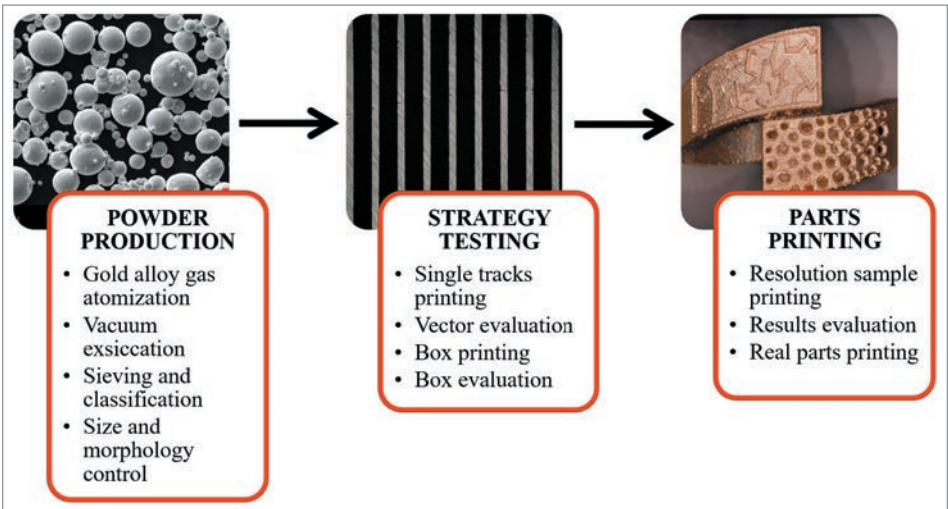 POWDER
PRODUCTION
• Gold alloy gas
atomization
• Vacuum
exsiccation
• Sieving and
classification
• Size and
morphology
control
STRATEGY
TESTING
• Single tracks
printing
• Vector evaluation
• Box printing
• Box evaluation
PARTS
PRINTING
• Resolution sample
printing
• Results evaluation
• Real parts printing